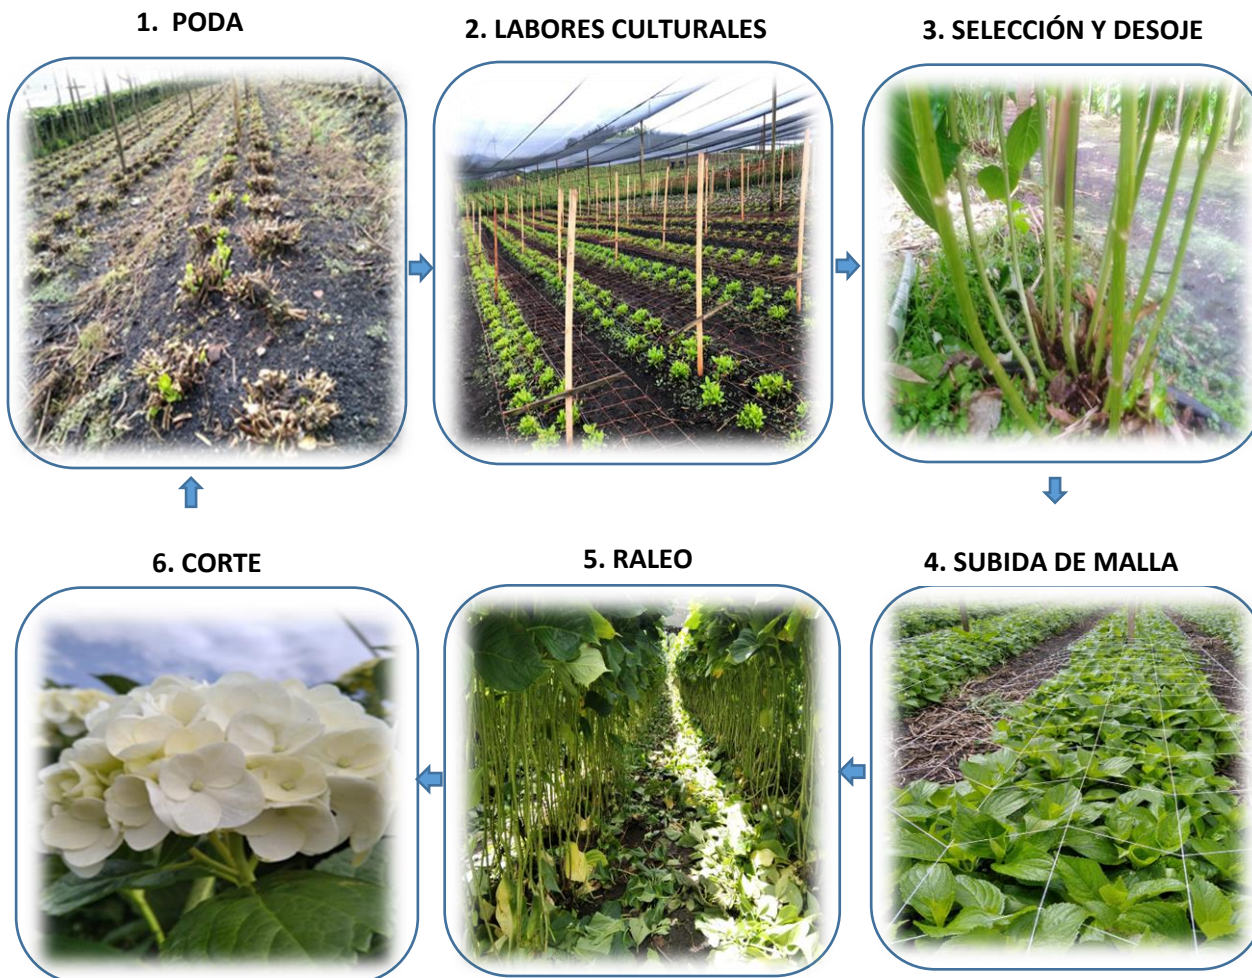 1. PODA
2. LABORES CULTURALES
3. SELECCIÓN Y DESOJE
6. CORTE
5. RALEO
4. SUBIDA DE MALLA